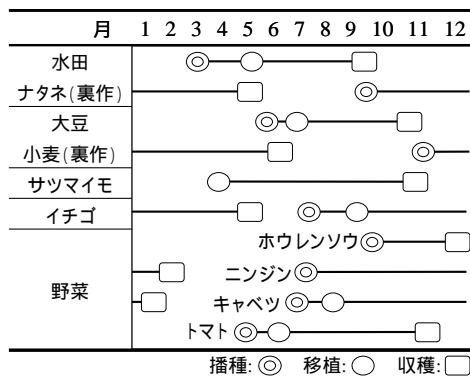 月 1 2 3 4 5 6 7 8 9 10 11 12
水田
ナタネ(裏作)
大豆
小麦(裏作)
サツマイモ
イチゴ
ホウレンソウ
ニンジン
野菜
キャベツ
トマト
播種:◎ 移植:○ 収穫:□